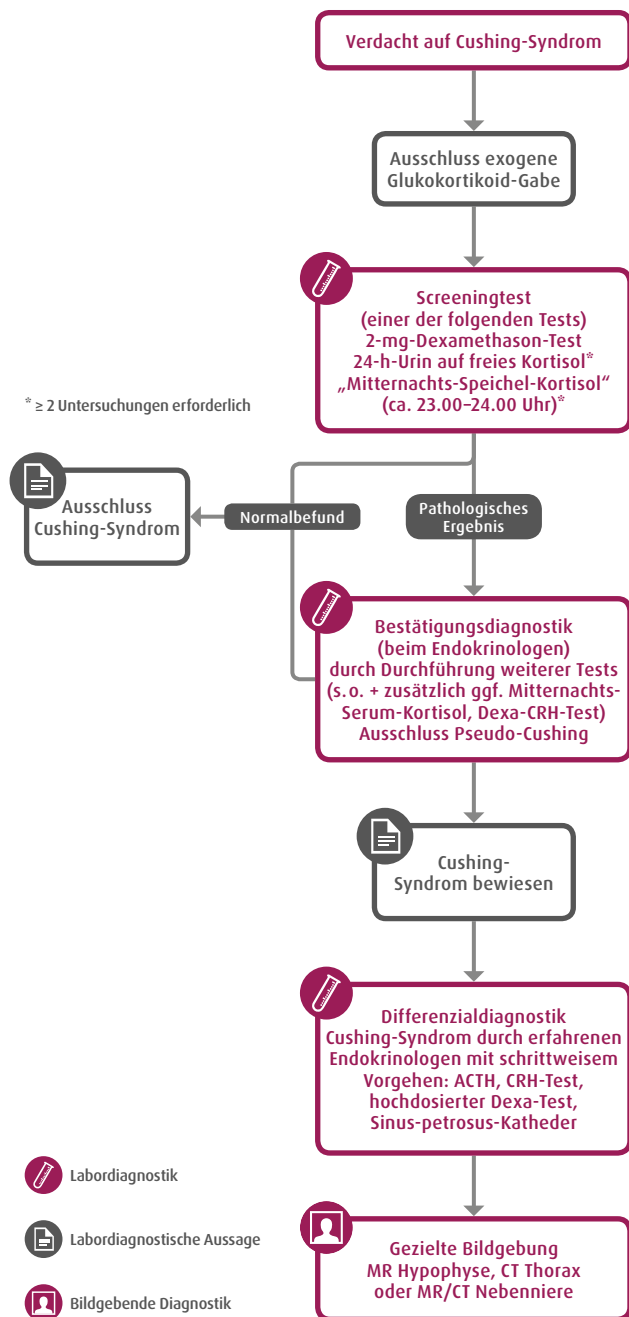 Verdacht auf Cushing-Syndrom
Ausschluss exogene
Glukokortikoid-Gabe
Screeningtest
(einer der folgenden Tests)
2-mg-Dexamethason-Test
24-h-Urin auf freies Kortisol*
„Mitternachts-Speichel-Kortisol“
(ca. 23.00–24.00 Uhr)*
* ≥ 2 Untersuchungen erforderlich
Ausschluss
Cushing-Syndrom
Normalbefund
Pathologisches
Ergebnis
Bestätigungsdiagnostik
(beim Endokrinologen)
durch Durchführung weiterer Tests
(s.o. + zusätzlich ggf. Mitternachts-
Serum-Kortisol, Dexa-CRH-Test)
Ausschluss Pseudo-Cushing
Cushing-
Syndrom bewiesen
Differenzialdiagnostik
Cushing-Syndrom durch erfahrenen
Endokrinologen mit schrittweisem
Vorgehen: ACTH, CRH-Test,
hochdosierter Dexa-Test,
Sinus-petrosus-Katheder
Gezielte Bildgebung
MR Hypophyse, CT Thorax
oder MR/CT Nebenniere
Labordiagnostik
Labordiagnostische Aussage
Bildgebende Diagnostik